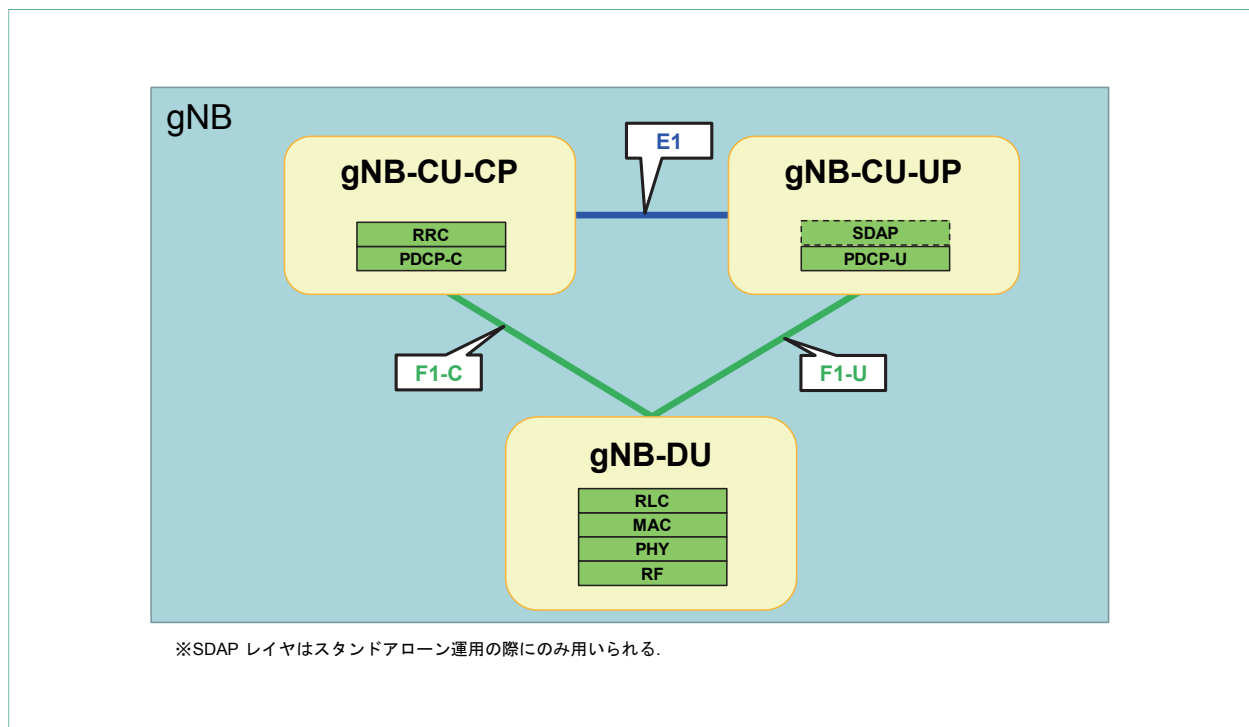 gNB
E1
gNB-CU-CP
gNB-CU-UP
RRC
PDCP-C
SDAP
PDCP-U
F1-C
F1-U
gNB-DU
RLC
MAC
PHY
RF
※SDAP レイヤはスタンドアローン運用の際にのみ用いられる.